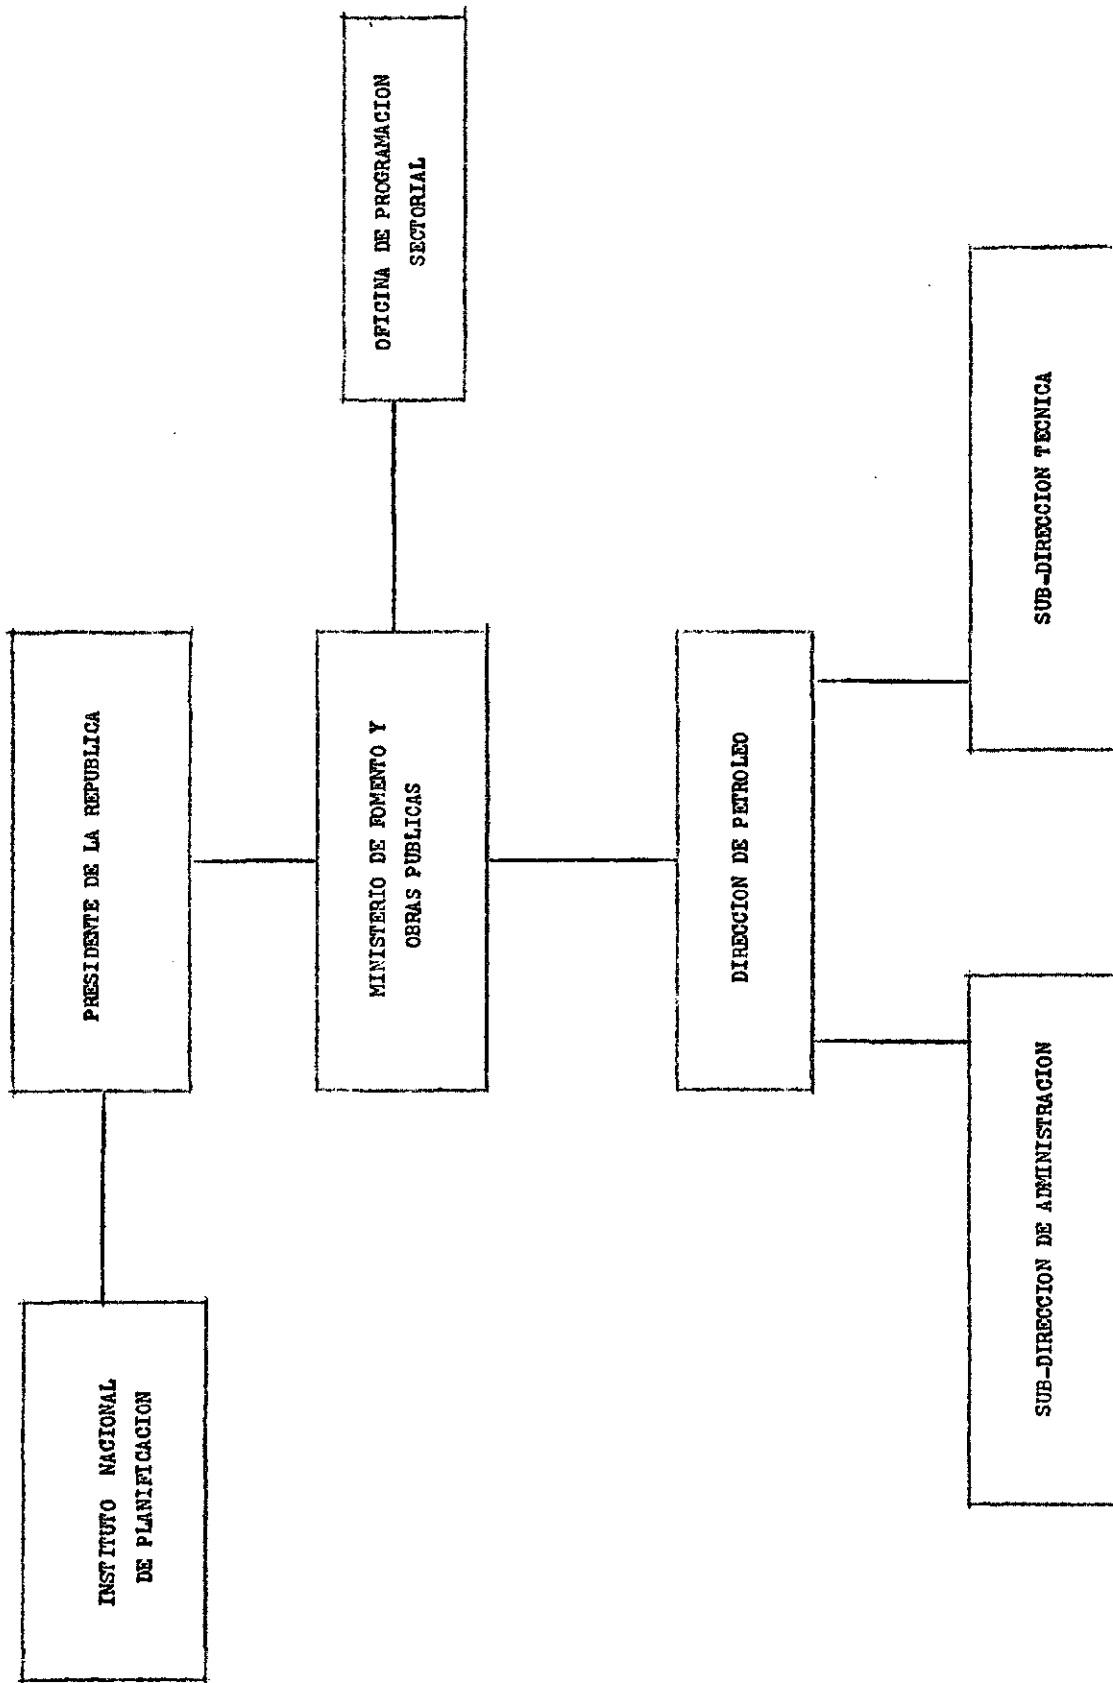 PRESIDENTE DE LA REPUBLICA
INSTITUTO NACIONAL
DE PLANIFICACION
MINISTERIO DE FOMENTO Y
OBRAS PUBLICAS
OFICINA DE PROGRAMACION
SECTORIAL
DIRECCION DE PETROLEO
SUB-DIRECCION DE ADMINISTRACION
SUB-DIRECCION TECNICA